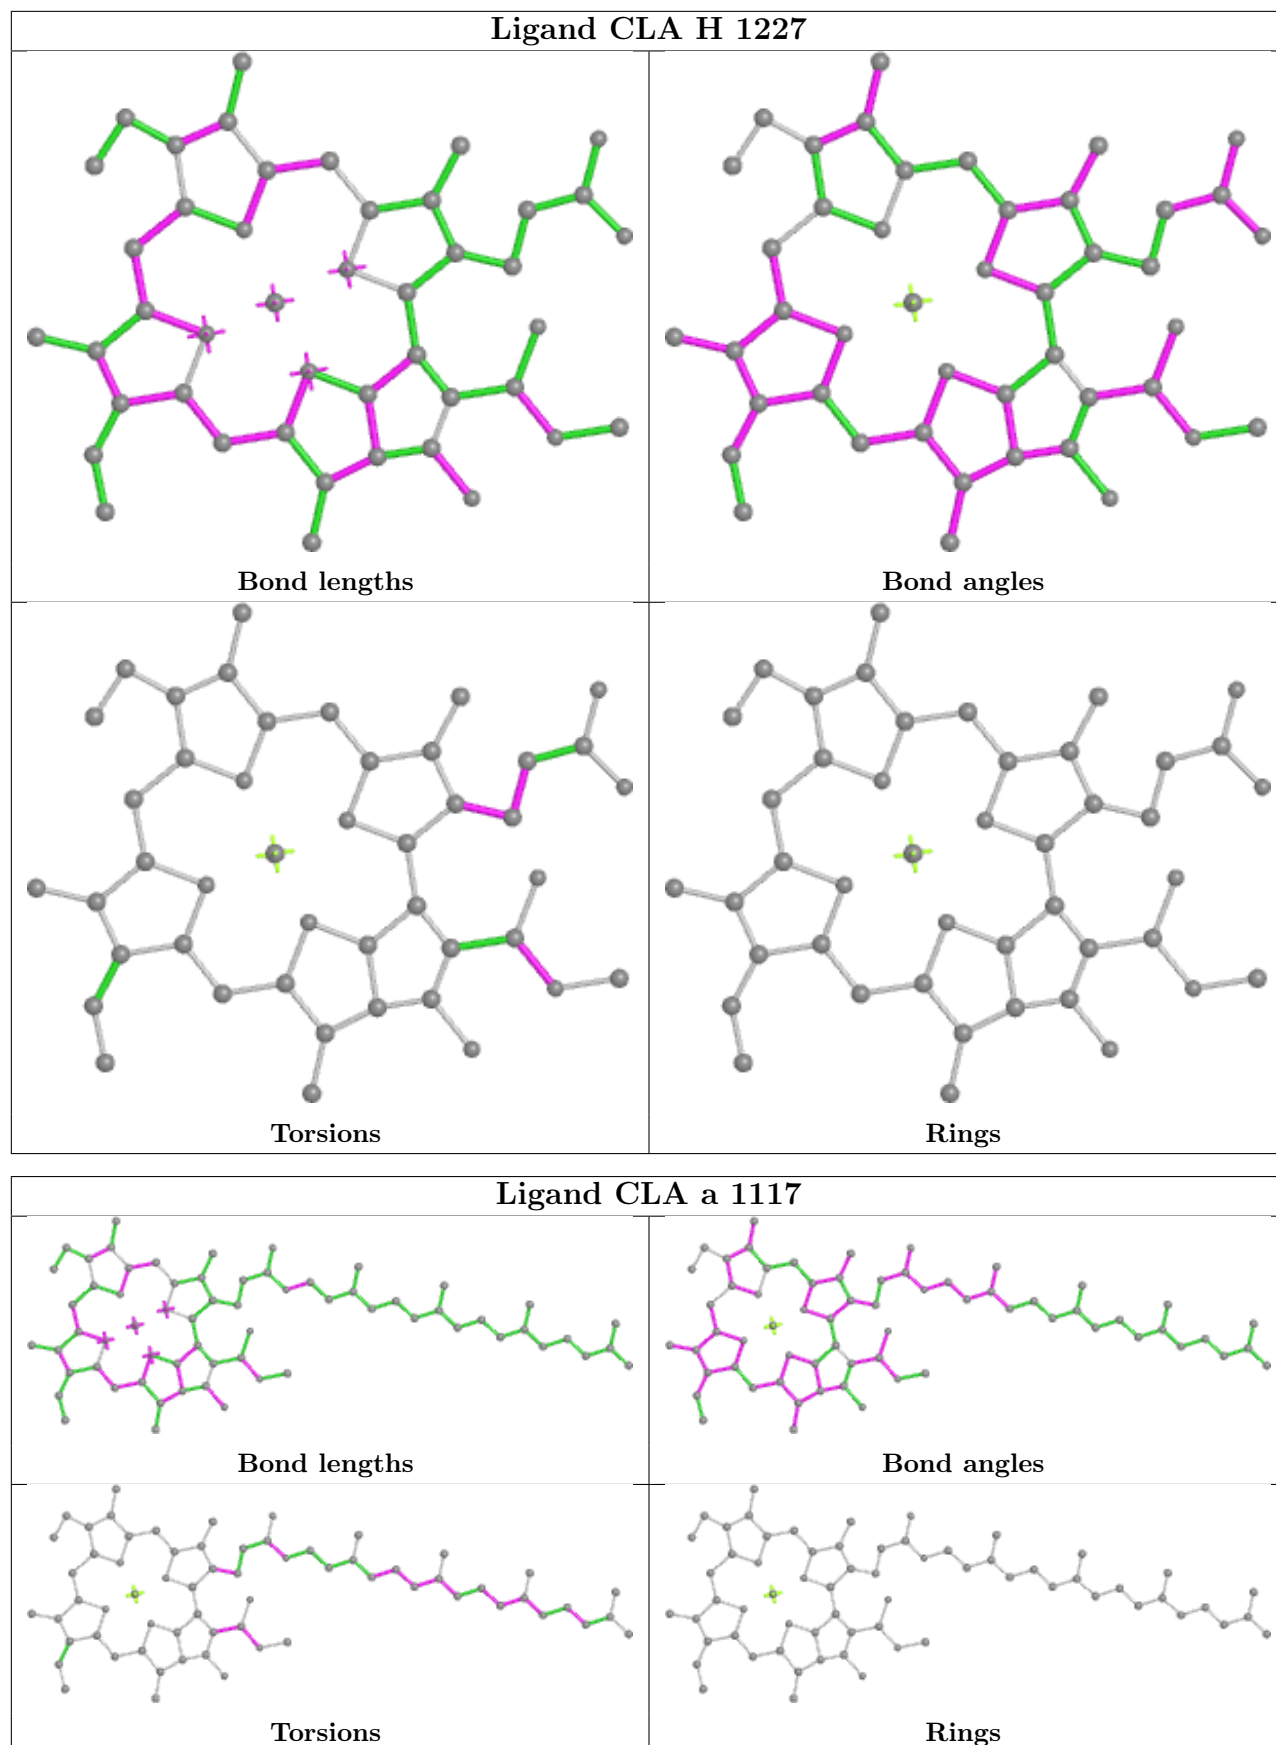 Ligand CLA H 1227
Bond lengths
Bond angles
Torsions
Rings
Ligand CLA a 1117
Bond lengths
Bond angles
Torsions
Rings